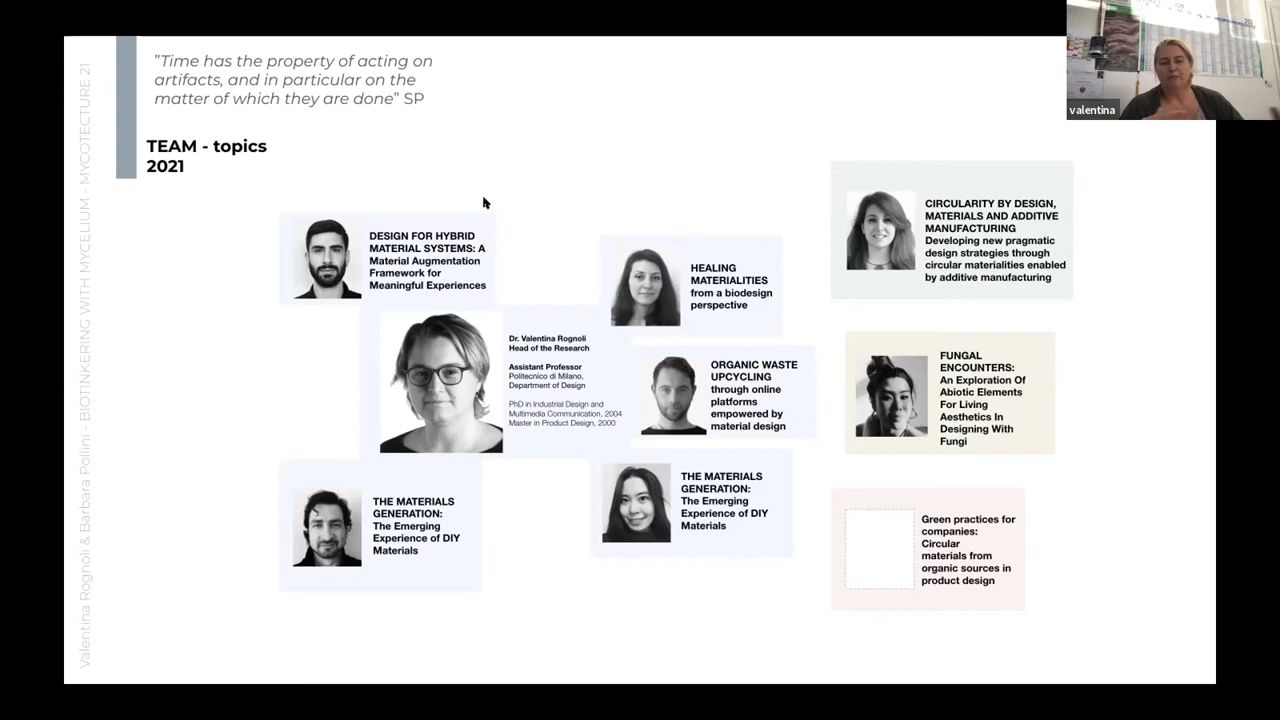 "Time has the property of acting on
artifacts, and in particular on the
matter of which they are done" SP
TEAM - topics
2021
Valentina Rognoli & Barbara Pollini - BIOTINKERING WITH MYCELIUM - MYCOTECTURE 21
valentina
DESIGN FOR HYBRID
MATERIAL SYSTEMS: A
Material Augmentation
Framework for
Meaningful Experiences
HEALING
MATERIALITIES
from a biodesign
perspective
CIRCULARITY BY DESIGN,
MATERIALS AND ADDITIVE
MANUFACTURING
Developing new pragmatic
design strategies through
circular materialities enabled
by additive manufacturing
Dr. Valentina Rognoli
Head of the Research
Assistant Professor
Politecnico di Milano,
Department of Design
PhD in Industrial Design and
Multimedia Communication, 2004
Master in Product Design, 2000
ORGANIC WASTE
UPCYCLING
through online
platforms
empowered by
material design
FUNGAL
ENCOUNTERS:
An Exploration Of
Abiotic Elements
For Living
Aesthetics In
Designing With
Fungi
THE MATERIALS
GENERATION:
The Emerging
Experience of DIY
Materials
THE MATERIALS
GENERATION:
The Emerging
Experience of DIY
Materials
Green practices for
companies:
Circular
materials from
organic sources in
product design